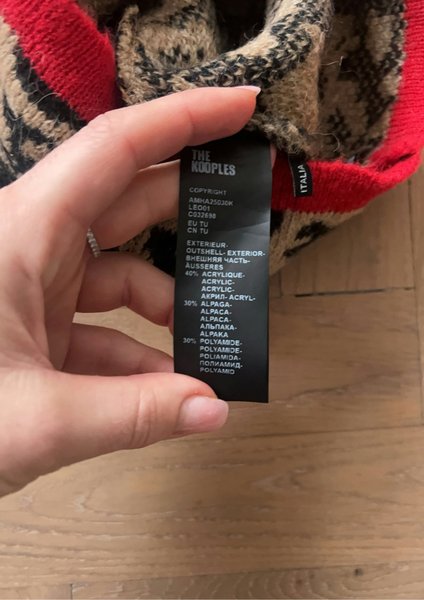 THE
KOOPLES
COPYRIGHT
AMHA25030K
LEO01
C032698
EU TU
CN TU
EXTERIEUR-
OUTSHELL- EXTERIOR-
ВНЕШНЯЯ ЧАСТЬ-
ÄUSSERES
40% ACRYLIQUE-
ACRYLIC-
ACRYLIC-
АКРИЛ- ACRYL-
30% ALPAGA-
ALPACA-
ALPACA-
АЛЬПАКА-
ALPAKA
30% POLYAMIDE-
POLYAMIDE-
POLIAMIDA-
ПОЛИАМИД-
POLYAMID
ITALIA